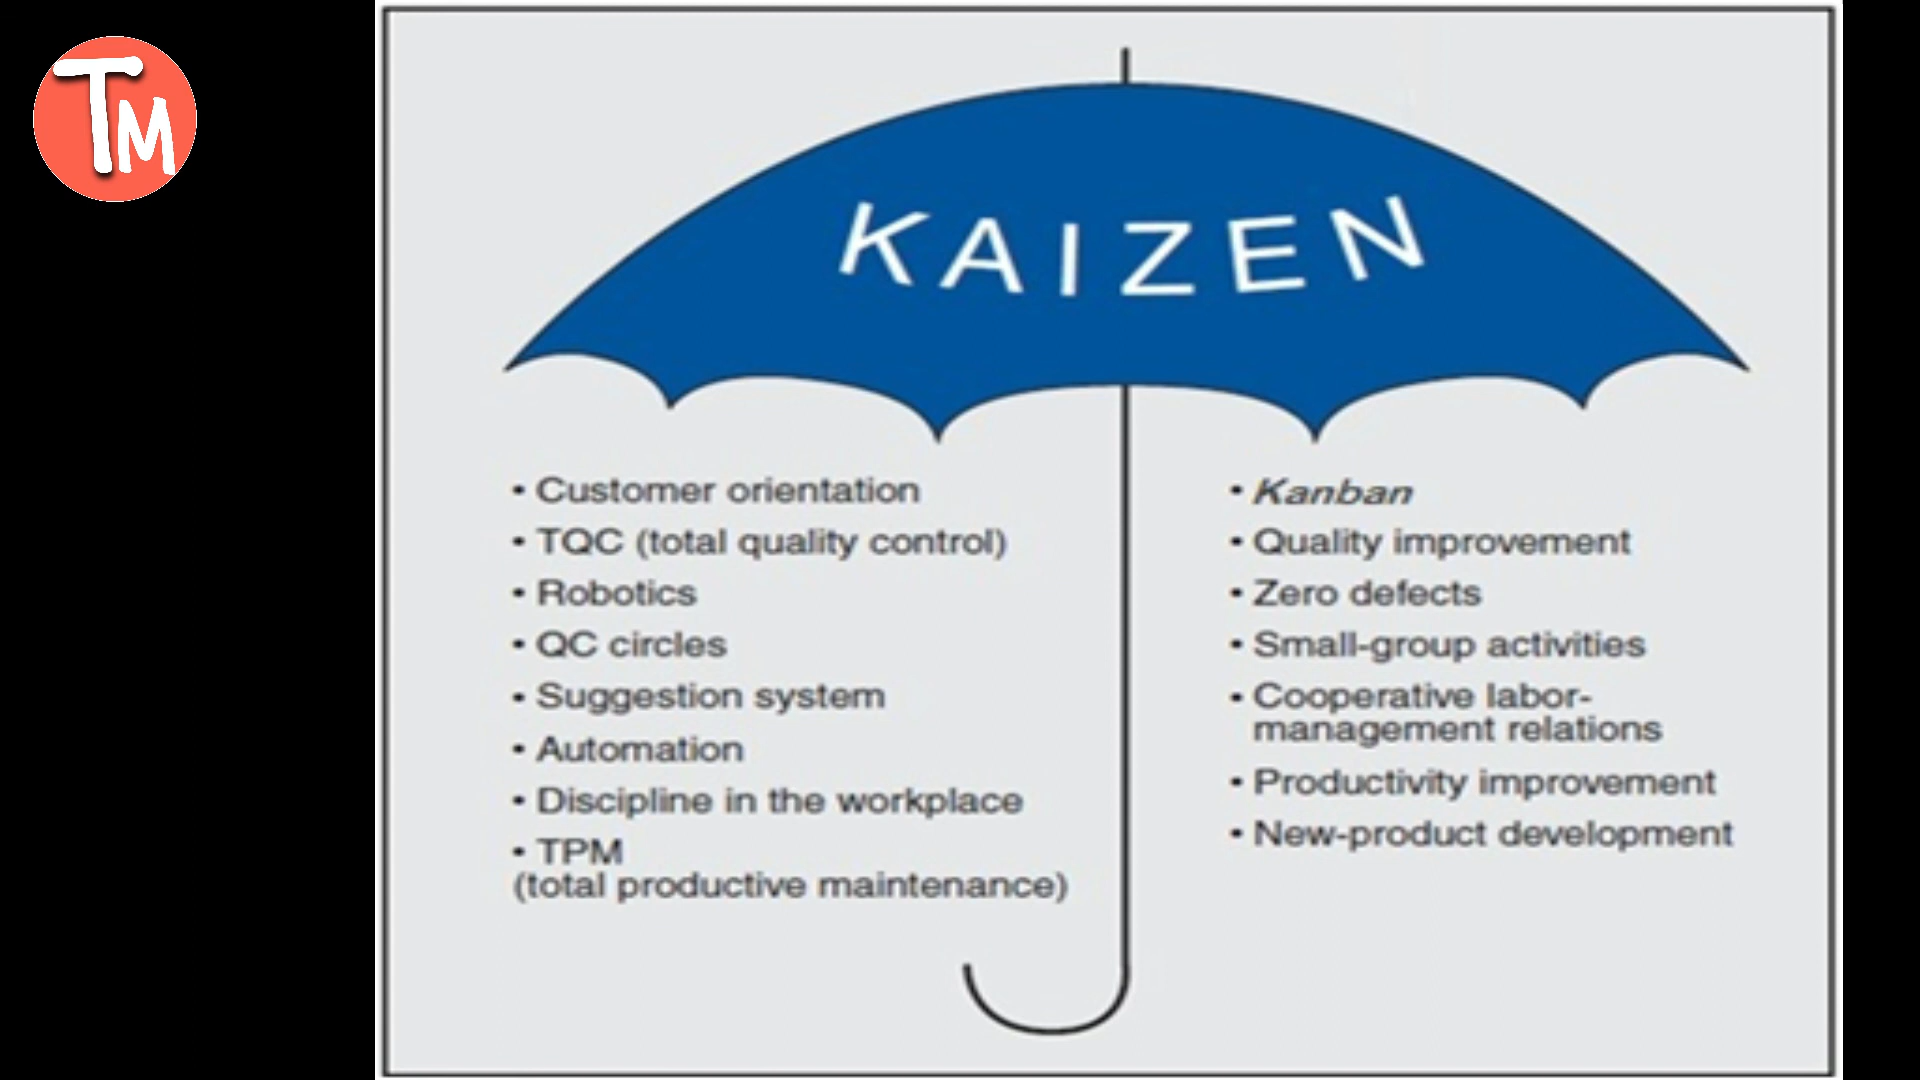 TM
KAIZEN
• Customer orientation
• TQC (total quality control)
• Robotics
• QC circles
• Suggestion system
• Automation
• Discipline in the workplace
• TPM
(total productive maintenance)
• Kanban
• Quality improvement
• Zero defects
• Small-group activities
• Cooperative labor-
management relations
• Productivity improvement
• New-product development